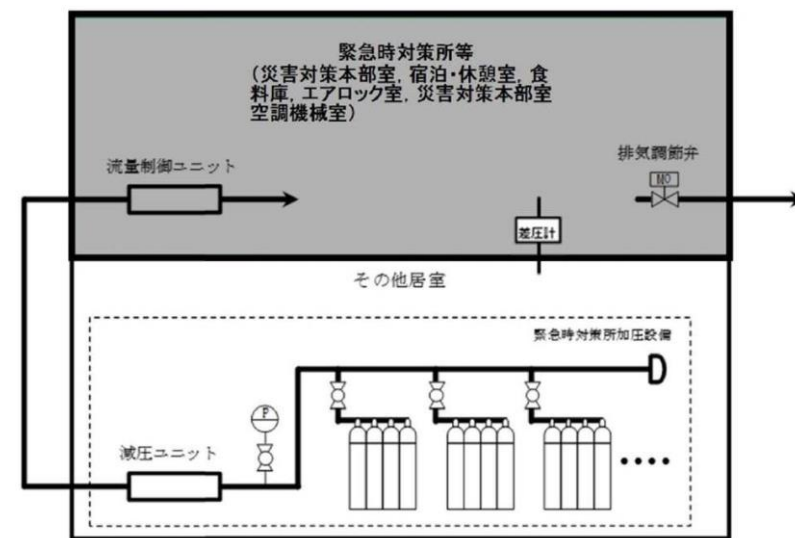 緊急時対策所等
(災害対策本部室, 宿泊・休憩室, 食
料庫, エアロック室, 災害対策本部室
空調機械室)
流量制御ユニット
排気調節弁
MO
差圧計
その他居室
緊急時対策所加圧設備
P
減圧ユニット